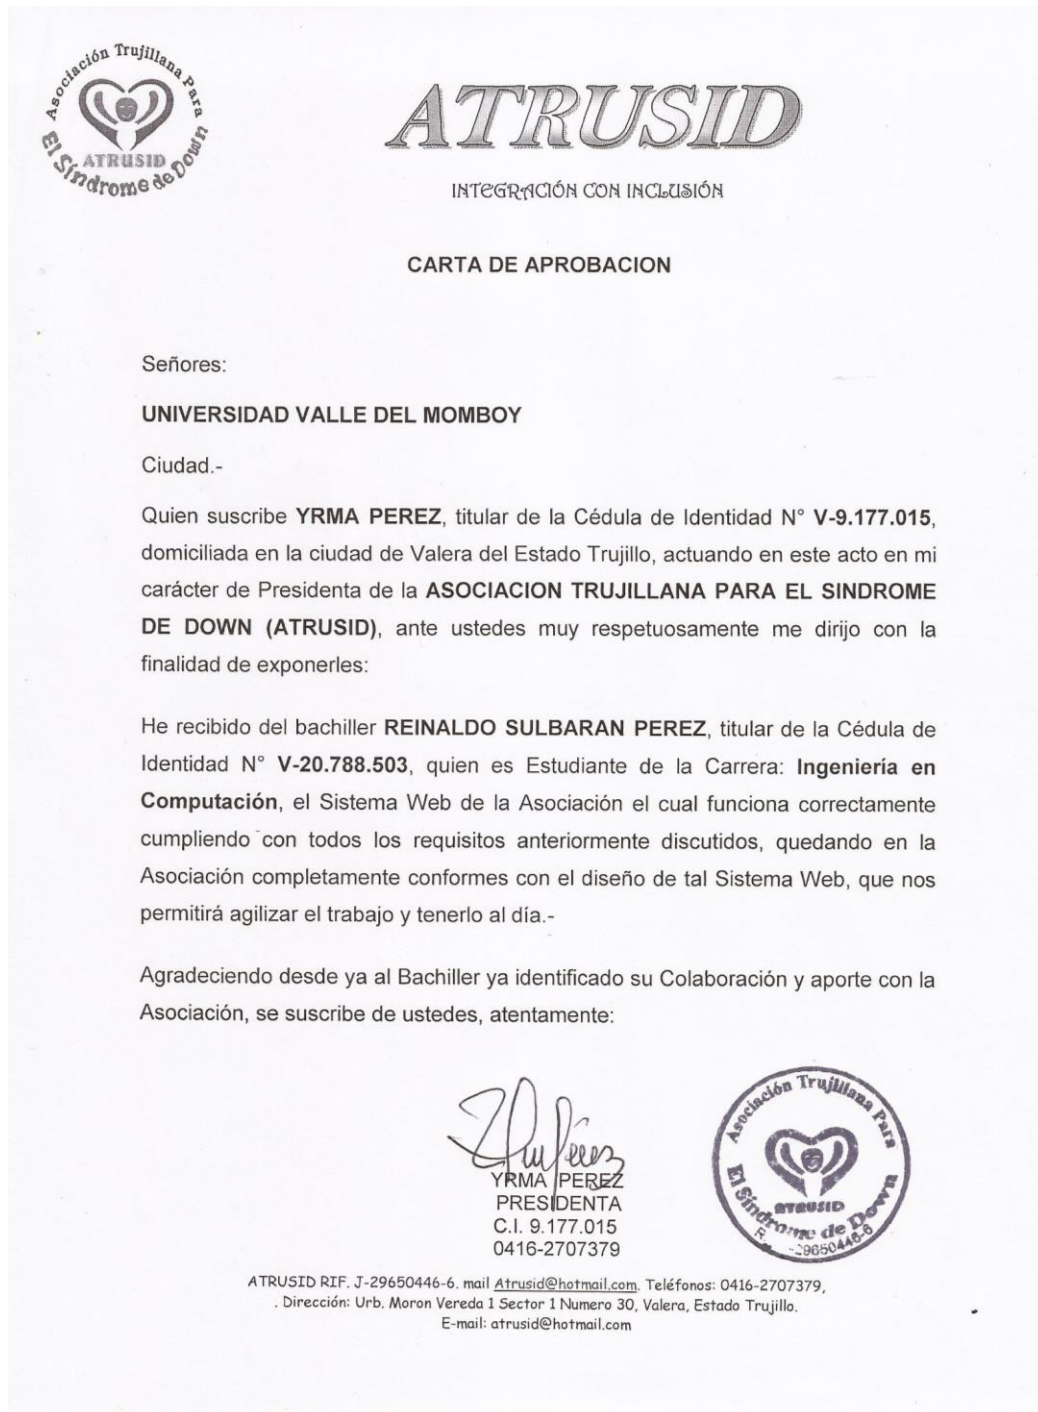 Asociación Trujillana Para
El Síndrome de Down
ATRUSID
ATRUSID
INTEGRACIÓN CON INCLUSIÓN
CARTA DE APROBACION
Señores:
UNIVERSIDAD VALLE DEL MOMBOY
Ciudad.-
Quien suscribe YRMA PEREZ, titular de la Cédula de Identidad N° V-9.177.015,
domiciliada en la ciudad de Valera del Estado Trujillo, actuando en este acto en mi
carácter de Presidenta de la ASOCIACION TRUJILLANA PARA EL SINDROME
DE DOWN (ATRUSID), ante ustedes muy respetuosamente me dirijo con la
finalidad de exponerles:
He recibido del bachiller REINALDO SULBARAN PEREZ, titular de la Cédula de
Identidad N° V-20.788.503, quien es Estudiante de la Carrera: Ingeniería en
Computación, el Sistema Web de la Asociación el cual funciona correctamente
cumpliendo con todos los requisitos anteriormente discutidos, quedando en la
Asociación completamente conformes con el diseño de tal Sistema Web, que nos
permitirá agilizar el trabajo y tenerlo al día.-
Agradeciendo desde ya al Bachiller ya identificado su Colaboración y aporte con la
Asociación, se suscribe de ustedes, atentamente:
YRMA PEREZ
PRESIDENTA
C.I. 9.177.015
0416-2707379
Asociación Trujillana Para
ATRUSID
El Síndrome de Down
R. -29650446-6
ATRUSID RIF. J-29650446-6. mail Atrusid@hotmail.com. Teléfonos: 0416-2707379,
. Dirección: Urb. Moron Vereda 1 Sector 1 Numero 30, Valera, Estado Trujillo.
E-mail: atrusid@hotmail.com